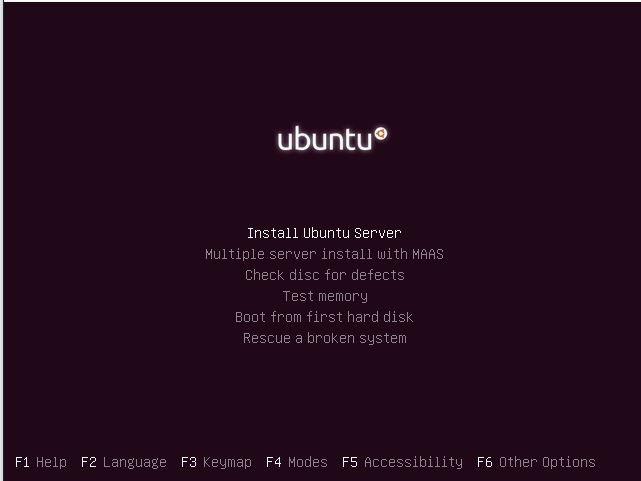 ubuntu
Install Ubuntu Server
Multiple server install with MAAS
Check disc for defects
Test memory
Boot from first hard disk
Rescue a broken system
F1 Help F2 Language F3 Keymap F4 Modes F5 Accessibility F6 Other Options